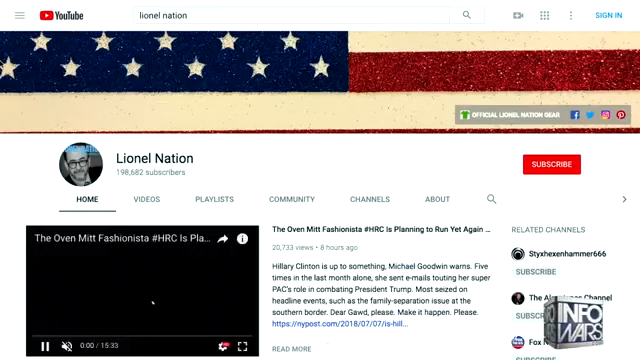 YouTube
lionel nation
SIGN IN
OFFICIAL LIONEL NATION GEAR
Lionel Nation
198,682 subscribers
SUBSCRIBE
HOME
VIDEOS
PLAYLISTS
COMMUNITY
CHANNELS
ABOUT
The Oven Mitt Fashionista #HRC Is Pla...
0:00 / 15:33
The Oven Mitt Fashionista #HRC Is Planning to Run Yet Again ...
20,733 views • 8 hours ago
Hillary Clinton is up to something, Michael Goodwin warns. Five
times in the last month alone, she sent e-mails touting her super
PAC's role in combating President Trump. Most seized on
headline events, such as the family-separation issue at the
southern border. Dear Gawd, please. Make it happen. Please.
https://nypost.com/2018/07/07/is-hill...
READ MORE
RELATED CHANNELS
Styxhexenhammer666
SUBSCRIBE
The Al Channel
SUBSC
Fox N
INFO
WARS